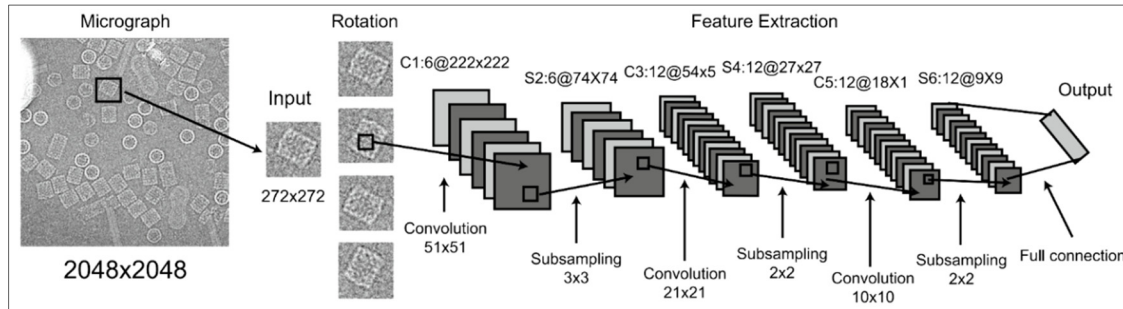 Micrograph
Rotation
Feature Extraction
C1:6@222x222
S2:6@74X74
C3:12@54x5
S4:12@27x27
C5:12@18X1
S6:12@9X9
Input
Output
272x272
2048x2048
Convolution
51x51
Subsampling
3x3
Convolution
21x21
Subsampling
2x2
Convolution
10x10
Subsampling
2x2
Full connection